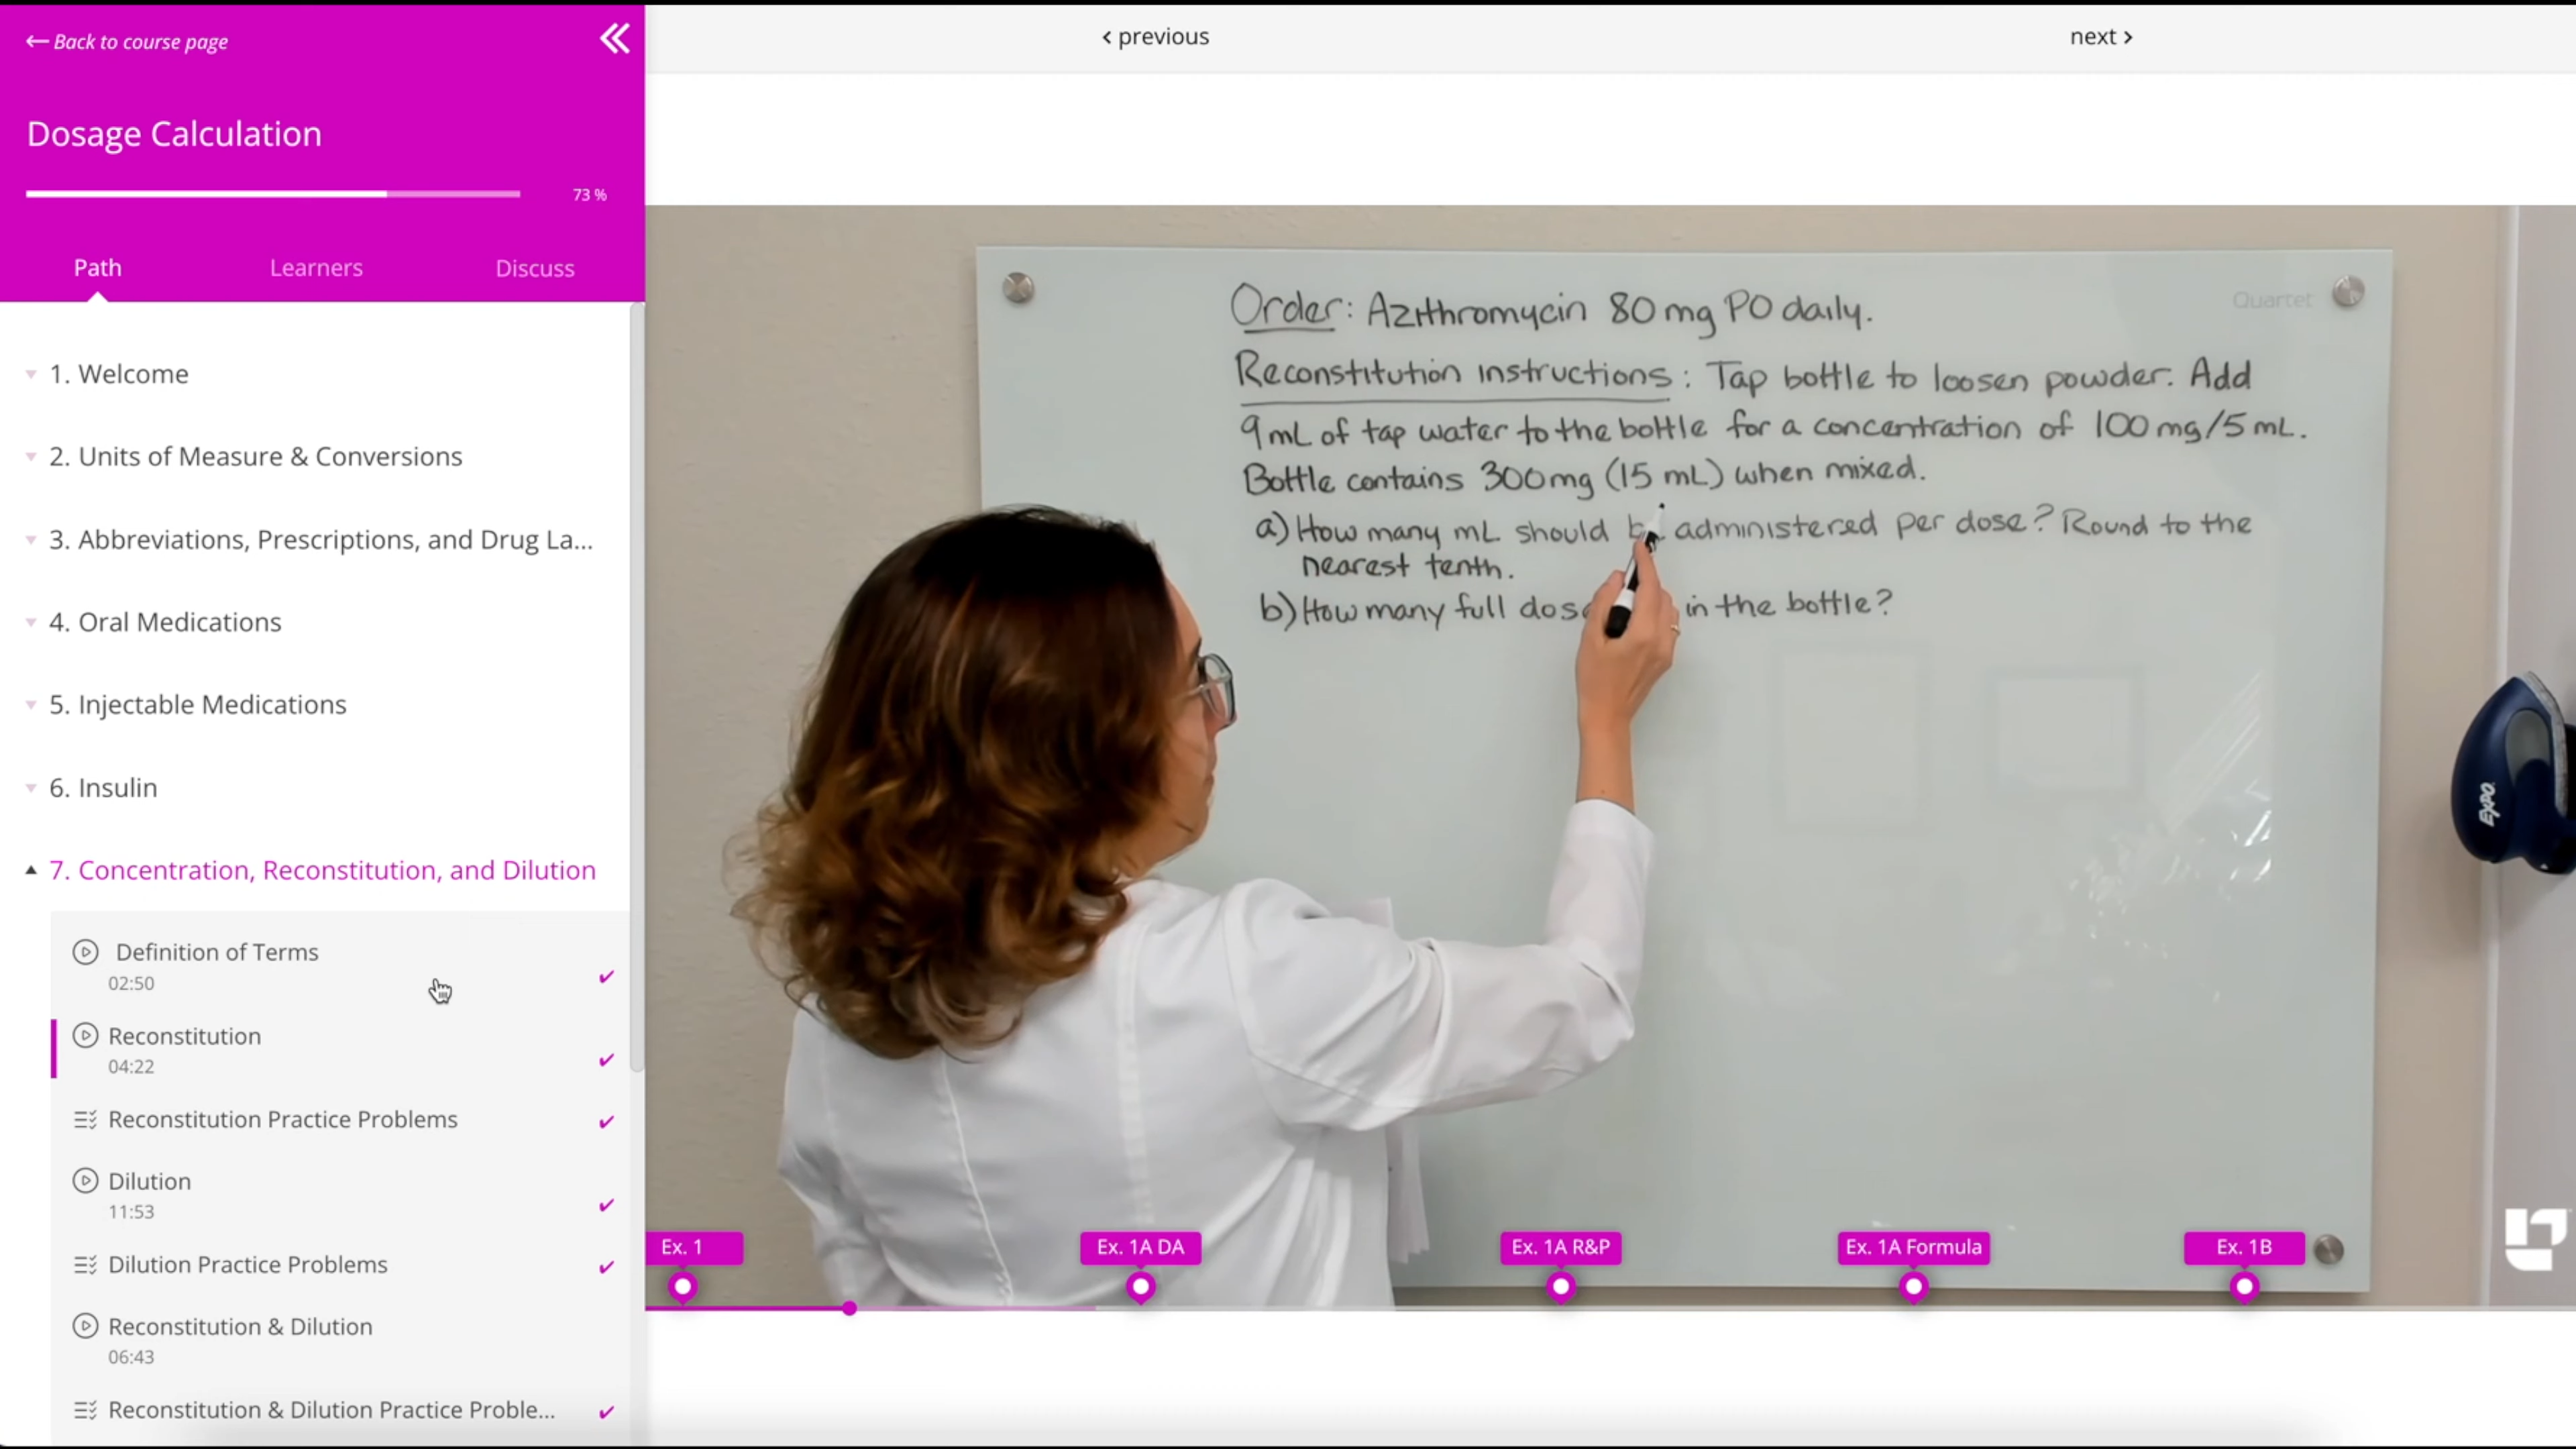 ← Back to course page
Dosage Calculation
73 %
Path Learners Discuss
1. Welcome
2. Units of Measure & Conversions
3. Abbreviations, Prescriptions, and Drug La...
4. Oral Medications
5. Injectable Medications
6. Insulin
7. Concentration, Reconstitution, and Dilution
Definition of Terms
02:50
Reconstitution
04:22
Reconstitution Practice Problems
Dilution
11:53
Dilution Practice Problems
Reconstitution & Dilution
06:43
Reconstitution & Dilution Practice Proble...
‹ previous
next ›
Quartet
Order: Azithromycin 80 mg PO daily.
Reconstitution instructions: Tap bottle to loosen powder. Add
9 mL of tap water to the bottle for a concentration of 100 mg/5 mL.
Bottle contains 300mg (15 mL) when mixed.
a) How many mL should administered per dose? Round to the
nearest tenth.
b) How many full in the bottle?
EXPO
Ex. 1
Ex. 1A DA
Ex. 1A R&P
Ex. 1A Formula
Ex. 1B